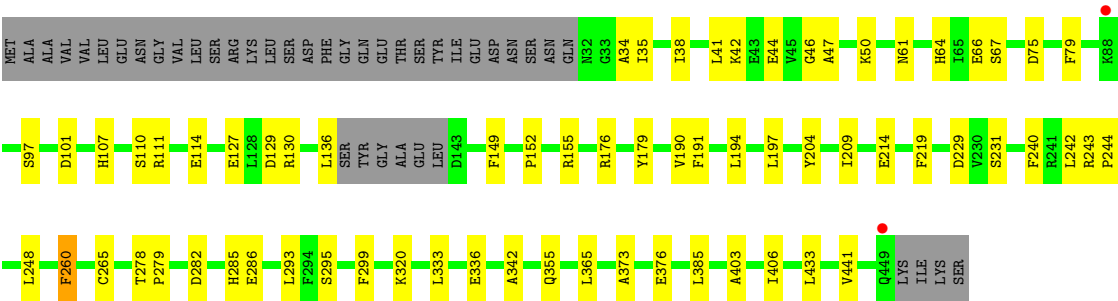 MET ALA ALA VAL VAL LEU GLU ASN GLY VAL LEU SER ARG LYS LEU SER ASP PHE GLY GLN GLU THR SER TYR ILE GLU ASP ASN SER ASN GLN N32 G33 A34 I35 I38 L41 K42 E43 E44 V45 G46 A47 K50 N61 H64 I65 E66 S67 D75 F79 K88
S97 D101 H107 S110 R111 E114 E127 L128 D129 R130 L136 SER TYR GLY ALA GLU LEU D143 F149 P152 R155 R176 Y179 V190 F191 L194 L197 Y204 I209 E214 F219 D229 V230 S231 F240 R241 L242 R243 P244
L248 F260 C265 T278 P279 D282 H285 E286 L293 F294 S295 F299 K320 L333 E336 A342 Q355 L365 A373 E376 L385 A403 I406 L433 V441 Q449 LYS ILE LYS SER